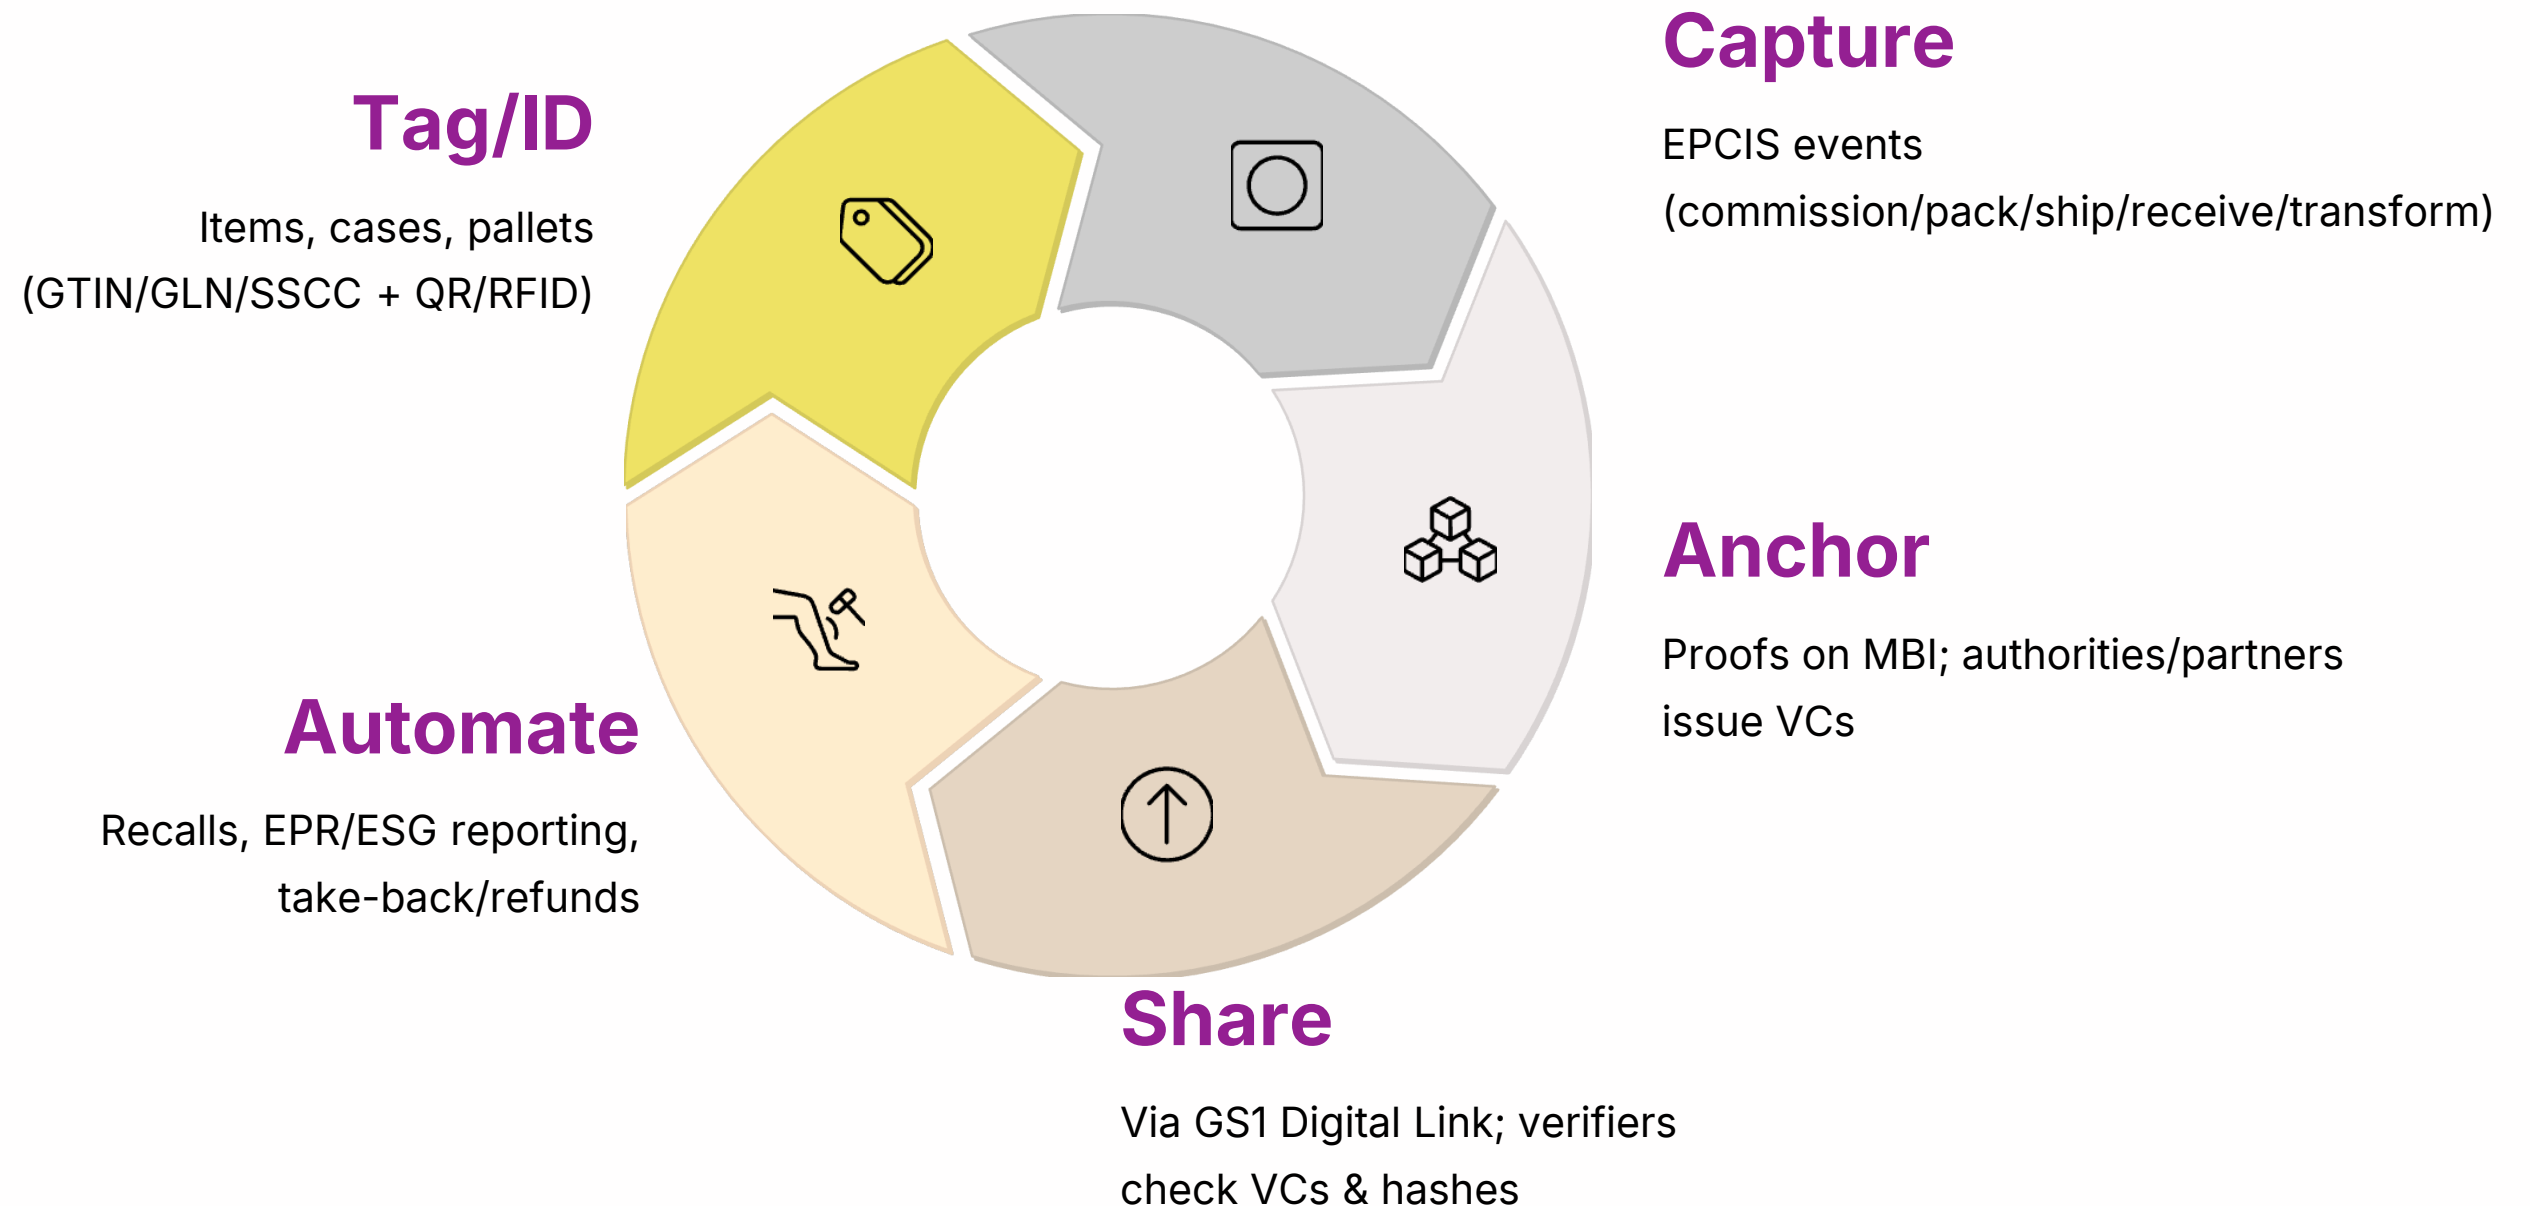 Tag/ID
Items, cases, pallets
(GTIN/GLN/SSCC + QR/RFID)
Capture
EPCIS events
(commission/pack/ship/receive/transform)
Anchor
Proofs on MBI; authorities/partners
issue VCs
Share
Via GS1 Digital Link; verifiers
check VCs & hashes
Automate
Recalls, EPR/ESG reporting,
take-back/refunds